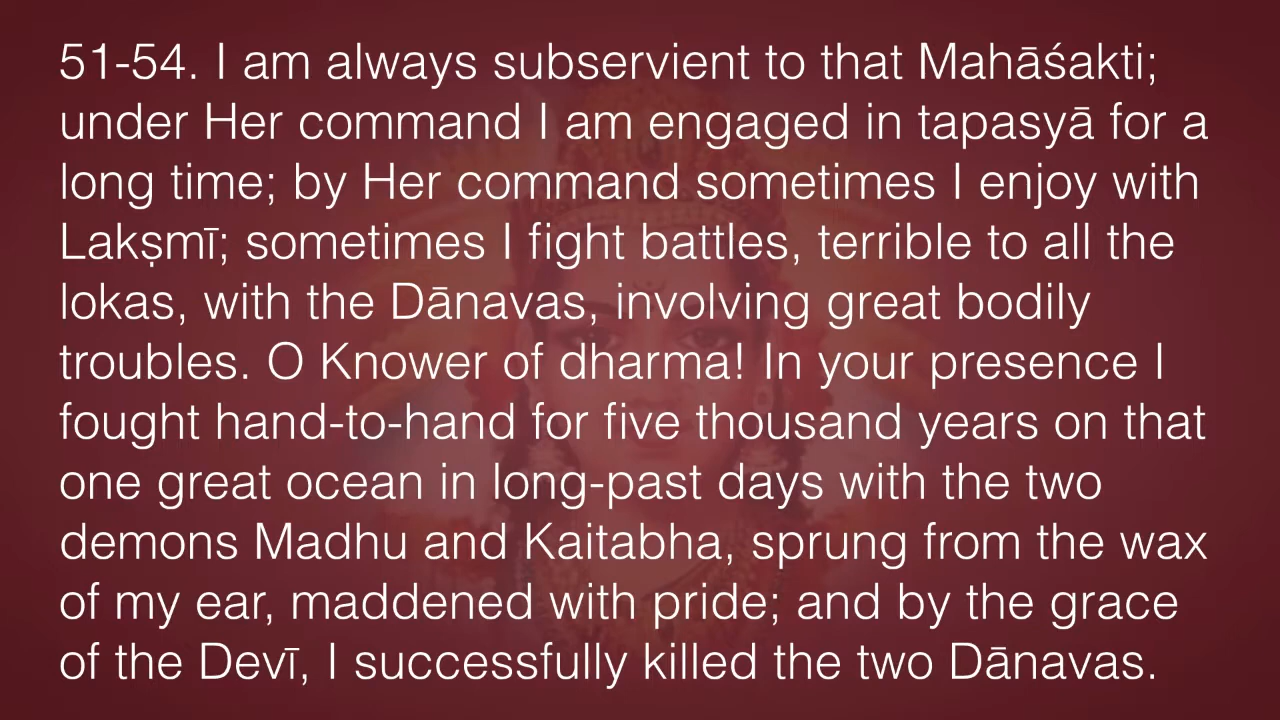 51-54. I am always subservient to that Mahāśakti;
under Her command I am engaged in tapasyā for a
long time; by Her command sometimes I enjoy with
Lakṣmī; sometimes I fight battles, terrible to all the
lokas, with the Dānavas, involving great bodily
troubles. O Knower of dharma! In your presence I
fought hand-to-hand for five thousand years on that
one great ocean in long-past days with the two
demons Madhu and Kaitabha, sprung from the wax
of my ear, maddened with pride; and by the grace
of the Devī, I successfully killed the two Dānavas.